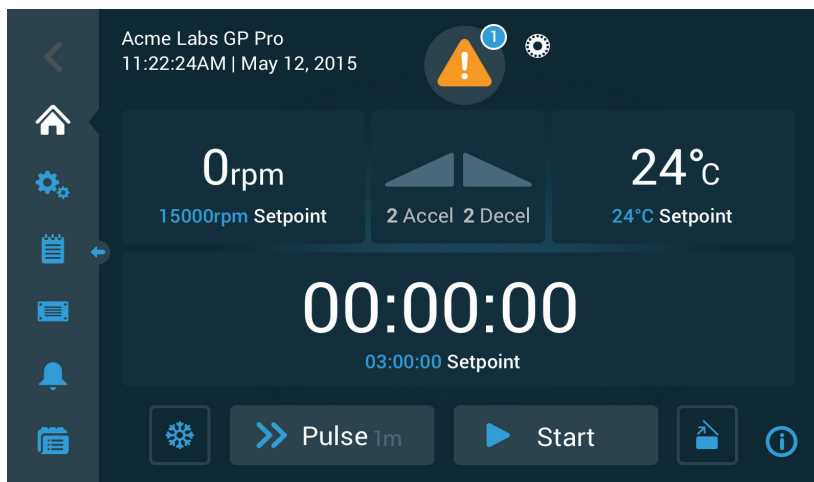 Acme Labs GP Pro
11:22:24AM | May 12, 2015
1
0rpm
15000rpm Setpoint
2 Accel 2 Decel
24°C
24°C Setpoint
00:00:00
03:00:00 Setpoint
Pulse 1m
Start